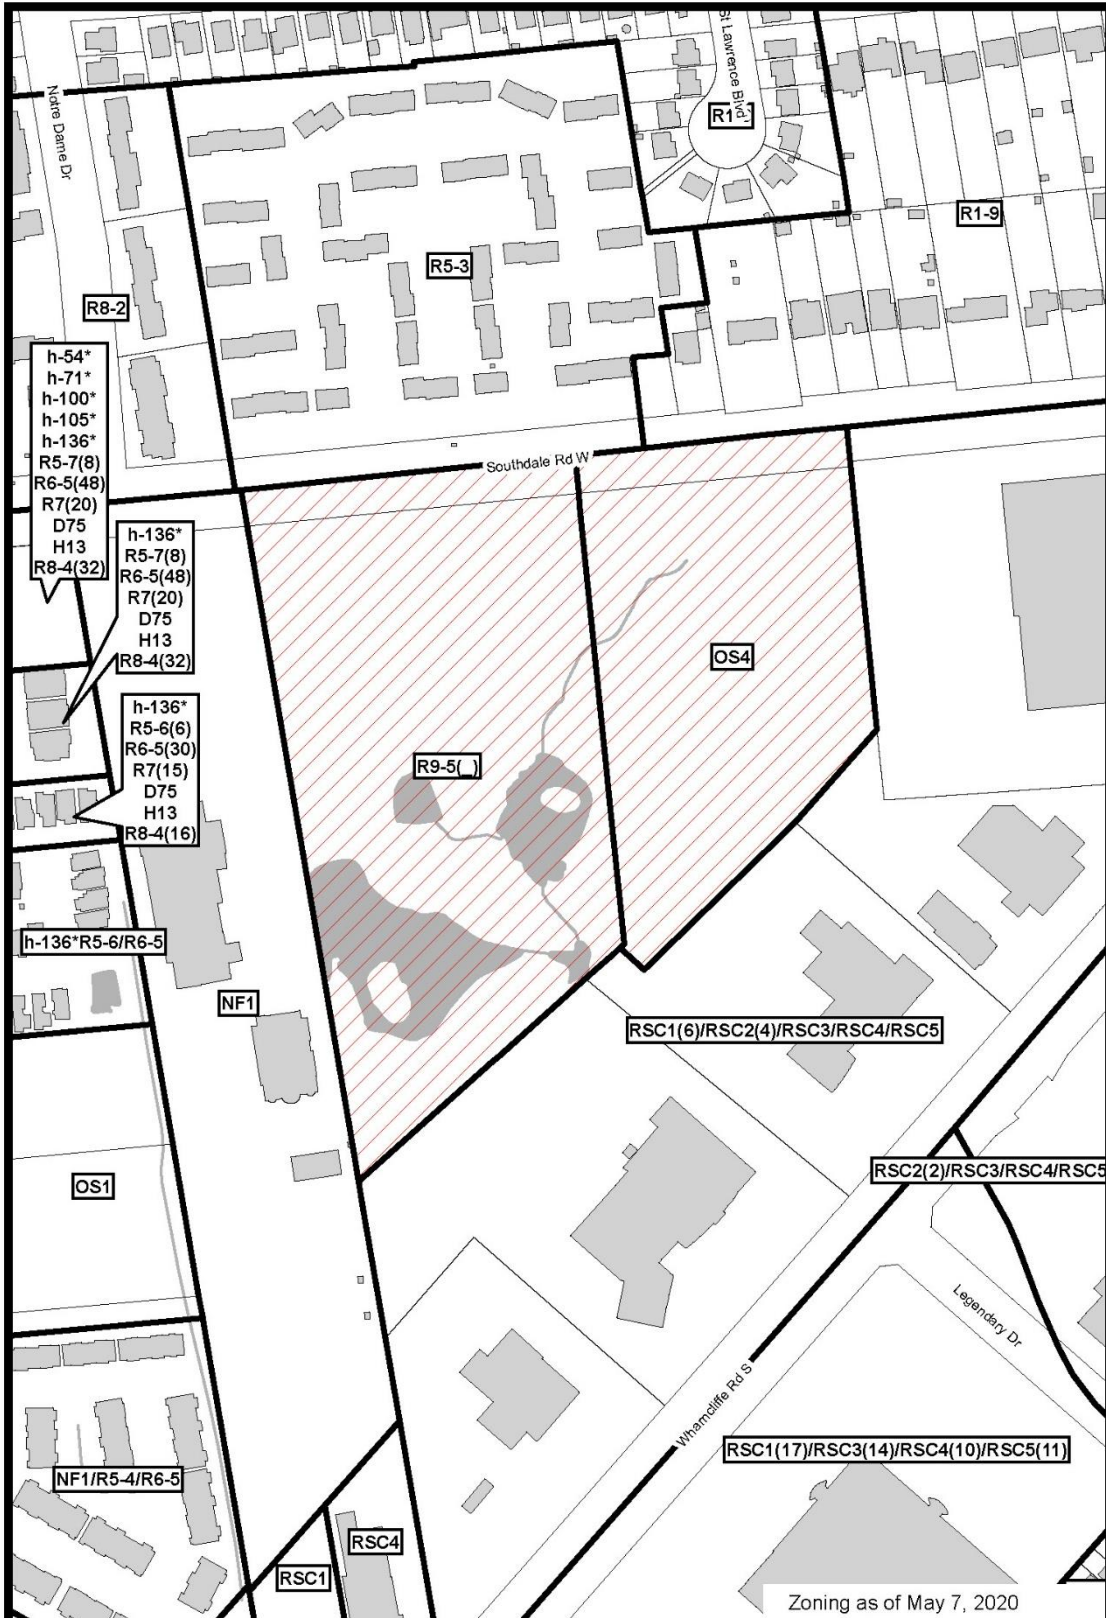 Notre Dame Dr
St Lawrence Blvd
R1
R1-9
R5-3
R8-2
h-54*
h-71*
h-100*
h-105*
h-136*
R5-7(8)
R6-5(48)
R7(20)
D75
H13
R8-4(32)
Southdale Rd W
h-136*
R5-7(8)
R6-5(48)
R7(20)
D75
H13
R8-4(32)
OS4
h-136*
R5-6(6)
R6-5(30)
R7(15)
D75
H13
R8-4(16)
R9-5(_)
h-136*R5-6/R6-5
NF1
RSC1(6)/RSC2(4)/RSC3/RSC4/RSC5
OS1
RSC2(2)/RSC3/RSC4/RSC5
Legendary Dr
Wharncliffe Rd S
RSC1(17)/RSC3(14)/RSC4(10)/RSC5(11)
NF1/R5-4/R6-5
RSC4
RSC1
Zoning as of May 7, 2020